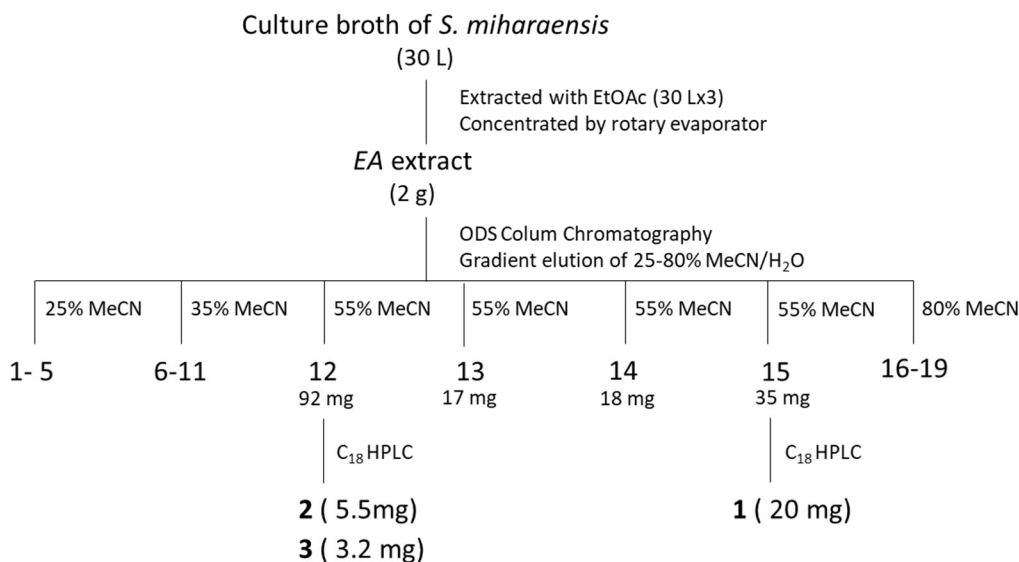 Culture broth of S. miharaensis
(30 L)
Extracted with EtOAc (30 Lx3)
Concentrated by rotary evaporator
EA extract
(2 g)
ODS Colum Chromatography
Gradient elution of 25-80% MeCN/H₂O
25% MeCN 35% MeCN 55% MeCN 55% MeCN 55% MeCN 55% MeCN 80% MeCN
1- 5 6-11 12 13 14 15 16-19
92 mg 17 mg 18 mg 35 mg
C₁₈ HPLC C₁₈ HPLC
2 ( 5.5mg) 1 ( 20 mg)
3 ( 3.2 mg)